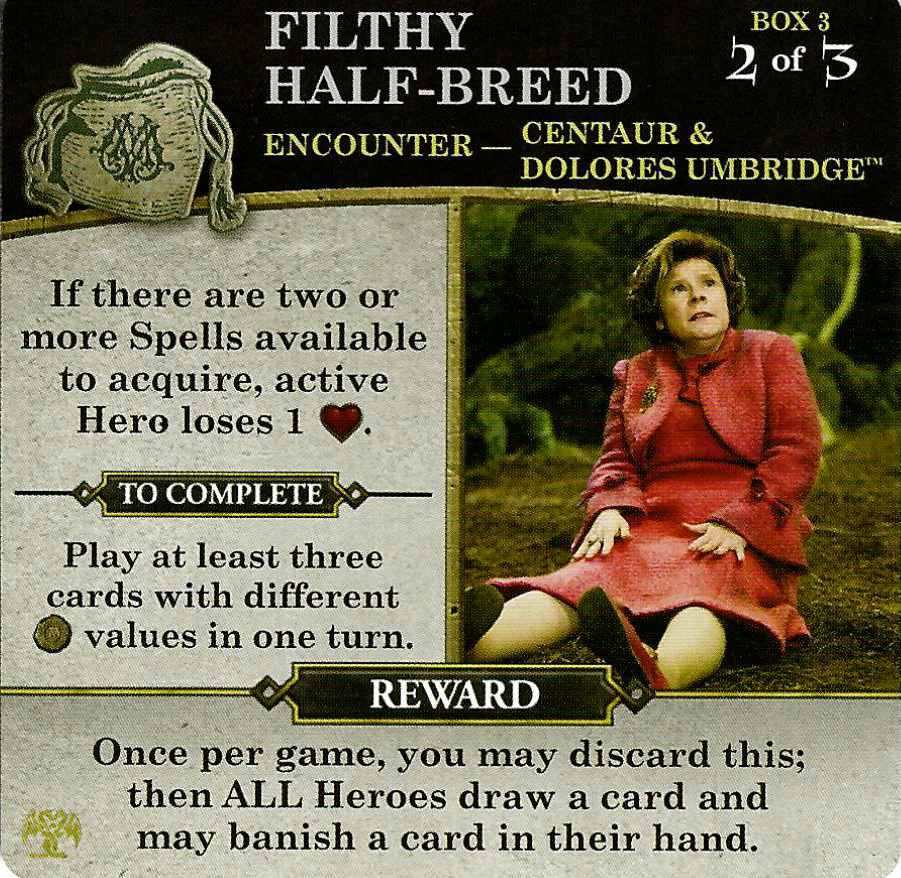 FILTHY
HALF-BREED
BOX 3
2 of 3
ENCOUNTER — CENTAUR &
DOLORES UMBRIDGE™
If there are two or
more Spells available
to acquire, active
Hero loses 1 .
TO COMPLETE
Play at least three
cards with different
values in one turn.
REWARD
Once per game, you may discard this;
then ALL Heroes draw a card and
may banish a card in their hand.